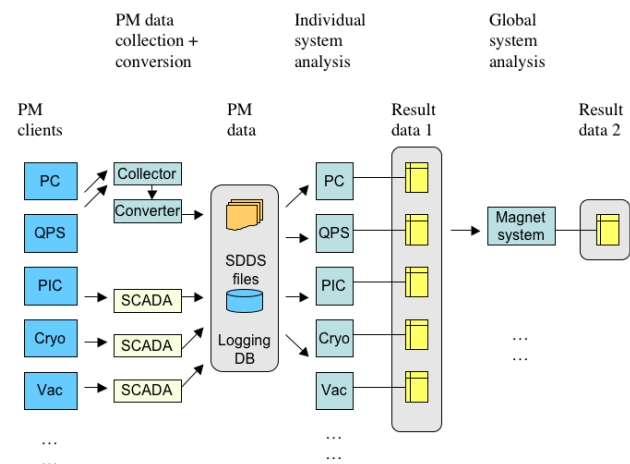 PM data
collection +
conversion
Individual
system
analysis
Global
system
analysis
PM
clients
PM
data
Result
data 1
Result
data 2
PC
QPS
PIC
Cryo
Vac
...
...
Collector
Converter
SCADA
SCADA
SCADA
SDDS
files
Logging
DB
PC
QPS
PIC
Cryo
Vac
...
...
Magnet
system
...
...